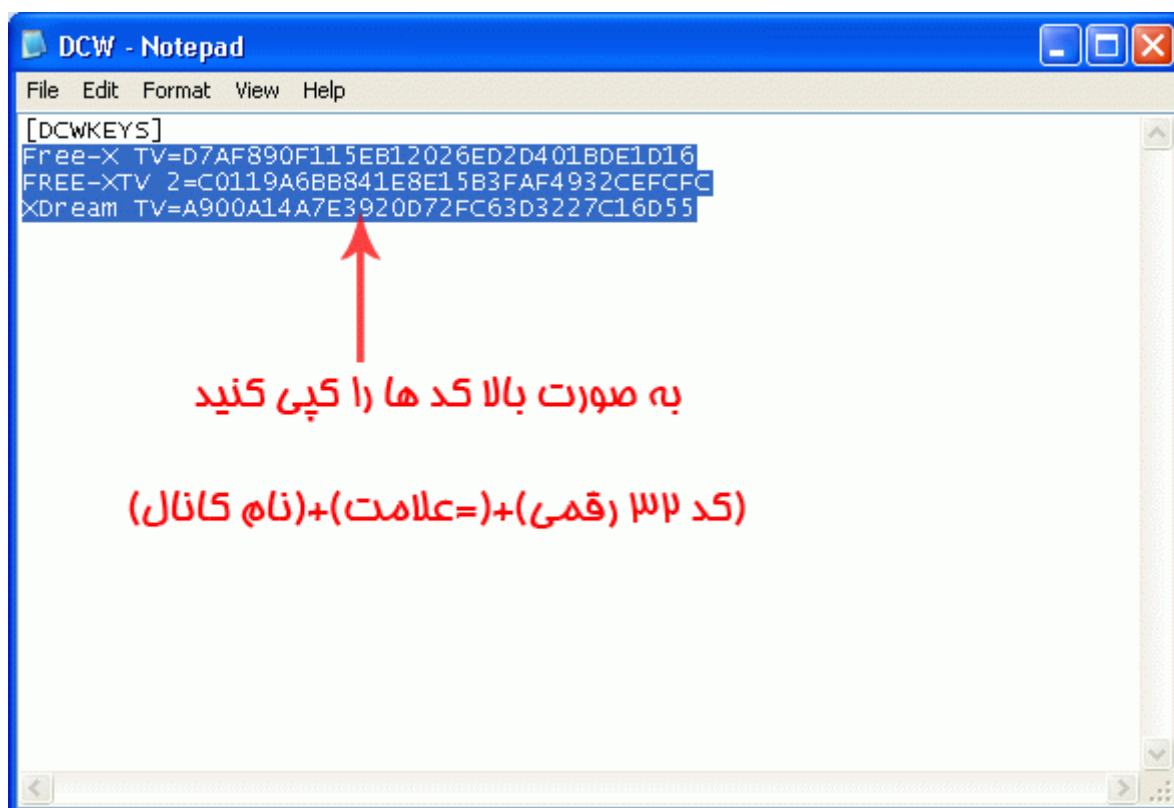 DCW - Notepad
File Edit Format View Help
[DCWKEYS]
Free-X TV=D7AF890F115EB12026ED2D401BDE1D16
FREE-XTV 2=C0119A6BB841E8E15B3FAF4932CEFCFC
XDream TV=A900A14A7E3920D72FC63D3227C16D55
به صورت بالا کد ها را کپی کنید
(کد ۳۲ رقمی)+(=علامت)+(نام کانال)